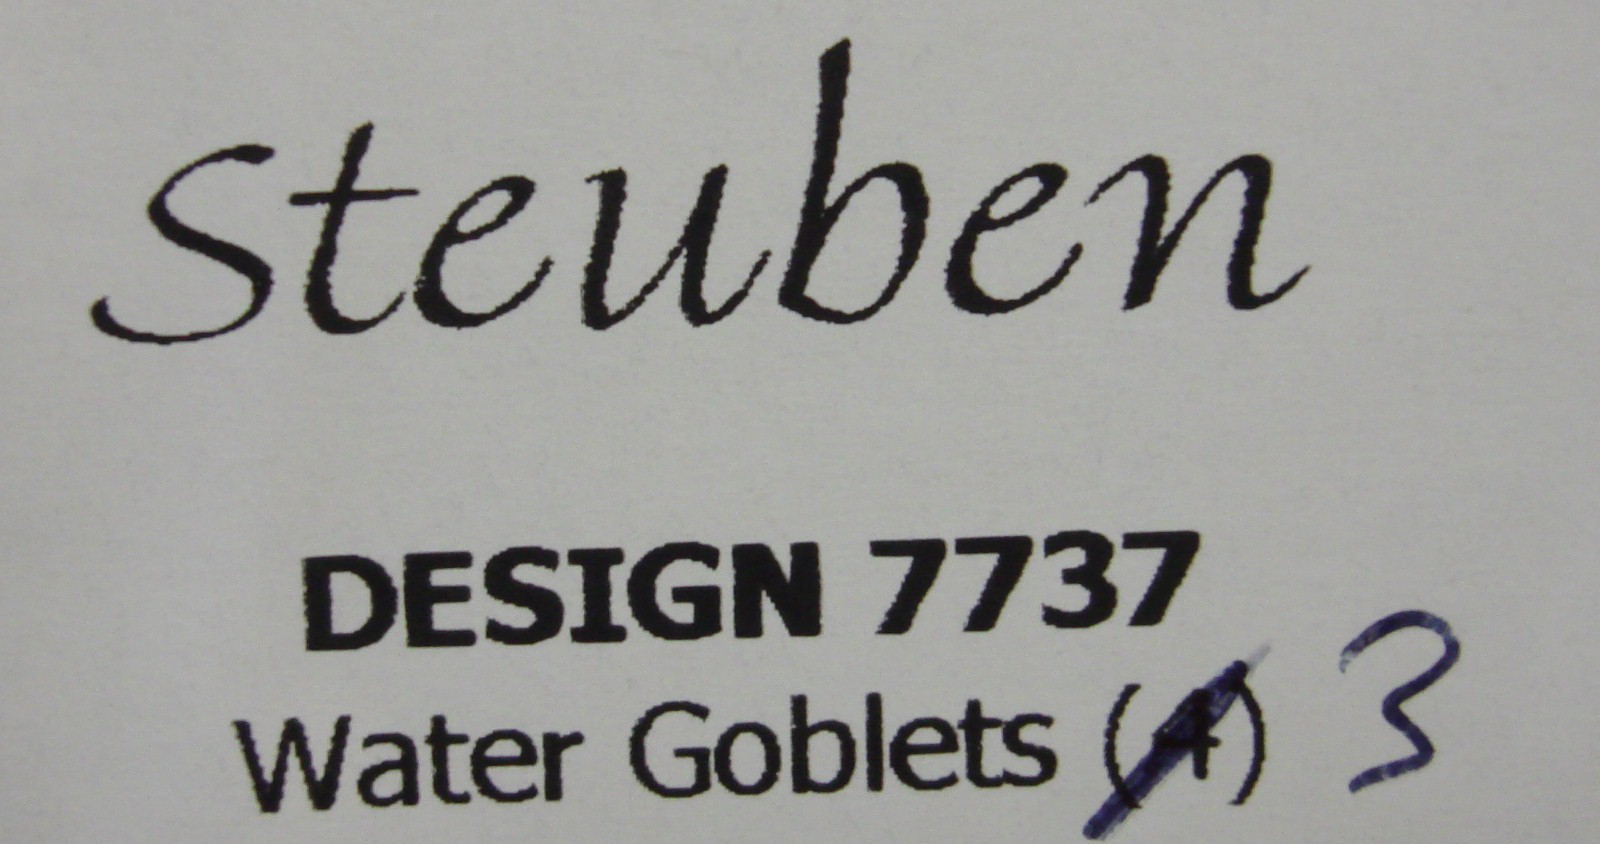 Steuben
DESIGN 7737
Water Goblets (4) 3